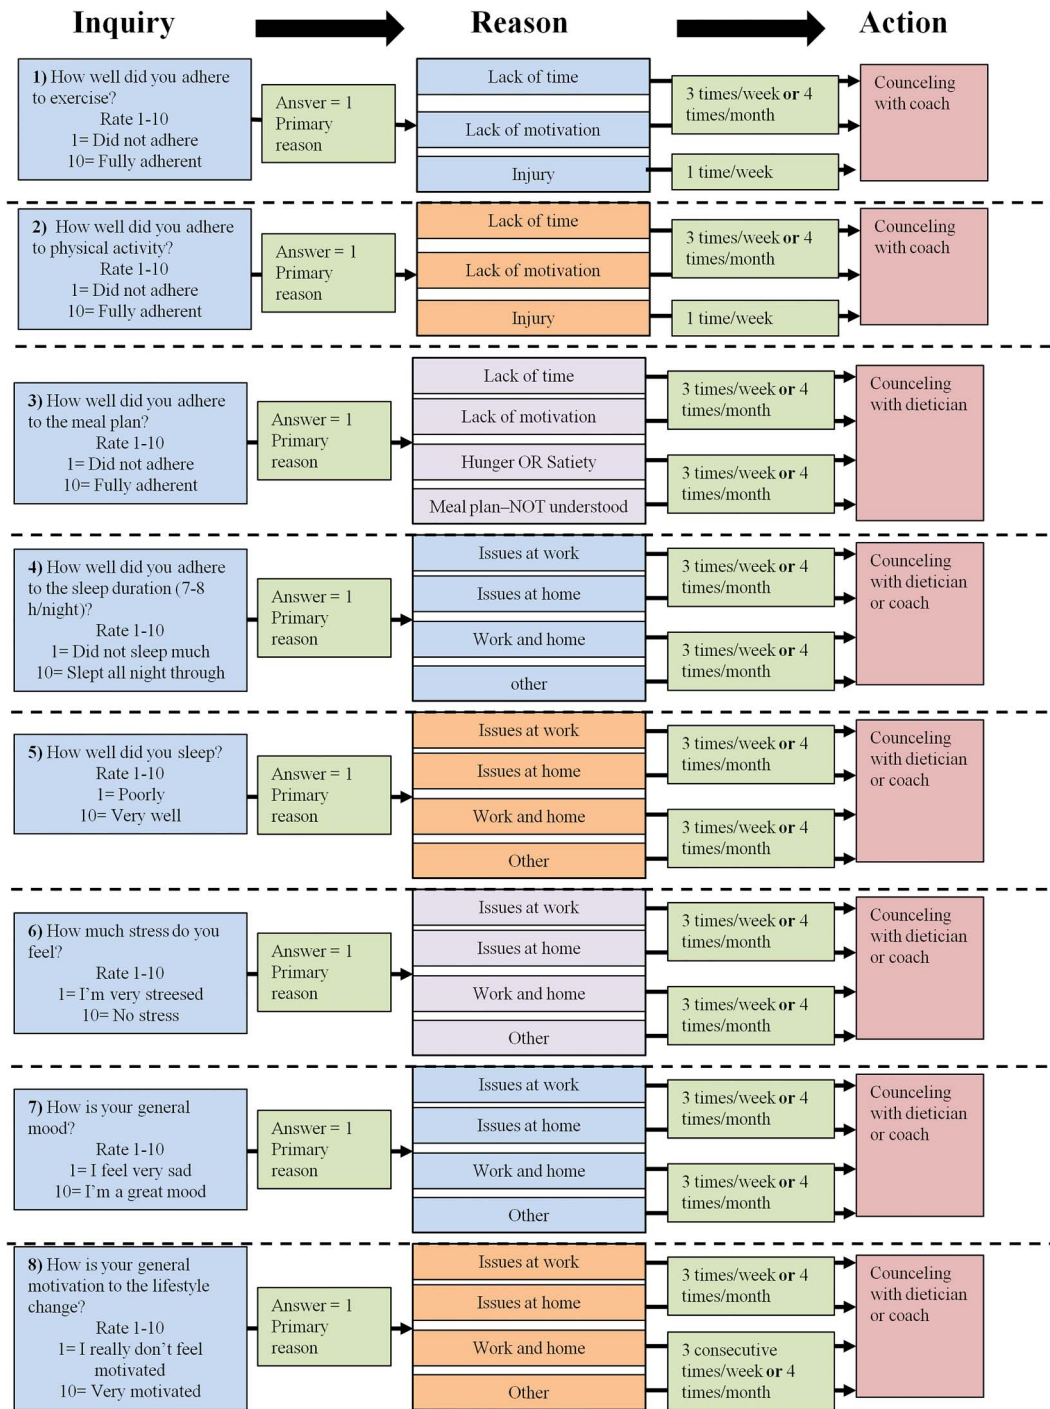 Inquiry
Reason
Action
1) How well did you adhere
to exercise?
Rate 1-10
1= Did not adhere
10= Fully adherent
Answer = 1
Primary
reason
Lack of time
Lack of motivation
Injury
3 times/week or 4
times/month
1 time/week
Counceling
with coach
2) How well did you adhere
to physical activity?
Rate 1-10
1= Did not adhere
10= Fully adherent
Answer = 1
Primary
reason
Lack of time
Lack of motivation
Injury
3 times/week or 4
times/month
1 time/week
Counceling
with coach
3) How well did you adhere
to the meal plan?
Rate 1-10
1= Did not adhere
10= Fully adherent
Answer = 1
Primary
reason
Lack of time
Lack of motivation
Hunger OR Satiety
Meal plan–NOT understood
3 times/week or 4
times/month
3 times/week or 4
times/month
Counceling
with dietician
4) How well did you adhere
to the sleep duration (7-8
h/night)?
Rate 1-10
1= Did not sleep much
10= Slept all night through
Answer = 1
Primary
reason
Issues at work
Issues at home
Work and home
other
3 times/week or 4
times/month
3 times/week or 4
times/month
Counceling
with dietician
or coach
5) How well did you sleep?
Rate 1-10
1= Poorly
10= Very well
Answer = 1
Primary
reason
Issues at work
Issues at home
Work and home
Other
3 times/week or 4
times/month
3 times/week or 4
times/month
Counceling
with dietician
or coach
6) How much stress do you
feel?
Rate 1-10
1= I'm very streesed
10= No stress
Answer = 1
Primary
reason
Issues at work
Issues at home
Work and home
Other
3 times/week or 4
times/month
3 times/week or 4
times/month
Counceling
with dietician
or coach
7) How is your general
mood?
Rate 1-10
1= I feel very sad
10= I'm a great mood
Answer = 1
Primary
reason
Issues at work
Issues at home
Work and home
Other
3 times/week or 4
times/month
3 times/week or 4
times/month
Counceling
with dietician
or coach
8) How is your general
motivation to the lifestyle
change?
Rate 1-10
1= I really don't feel
motivated
10= Very motivated
Answer = 1
Primary
reason
Issues at work
Issues at home
Work and home
Other
3 times/week or 4
times/month
3 consecutive
times/week or 4
times/month
Counceling
with dietician
or coach